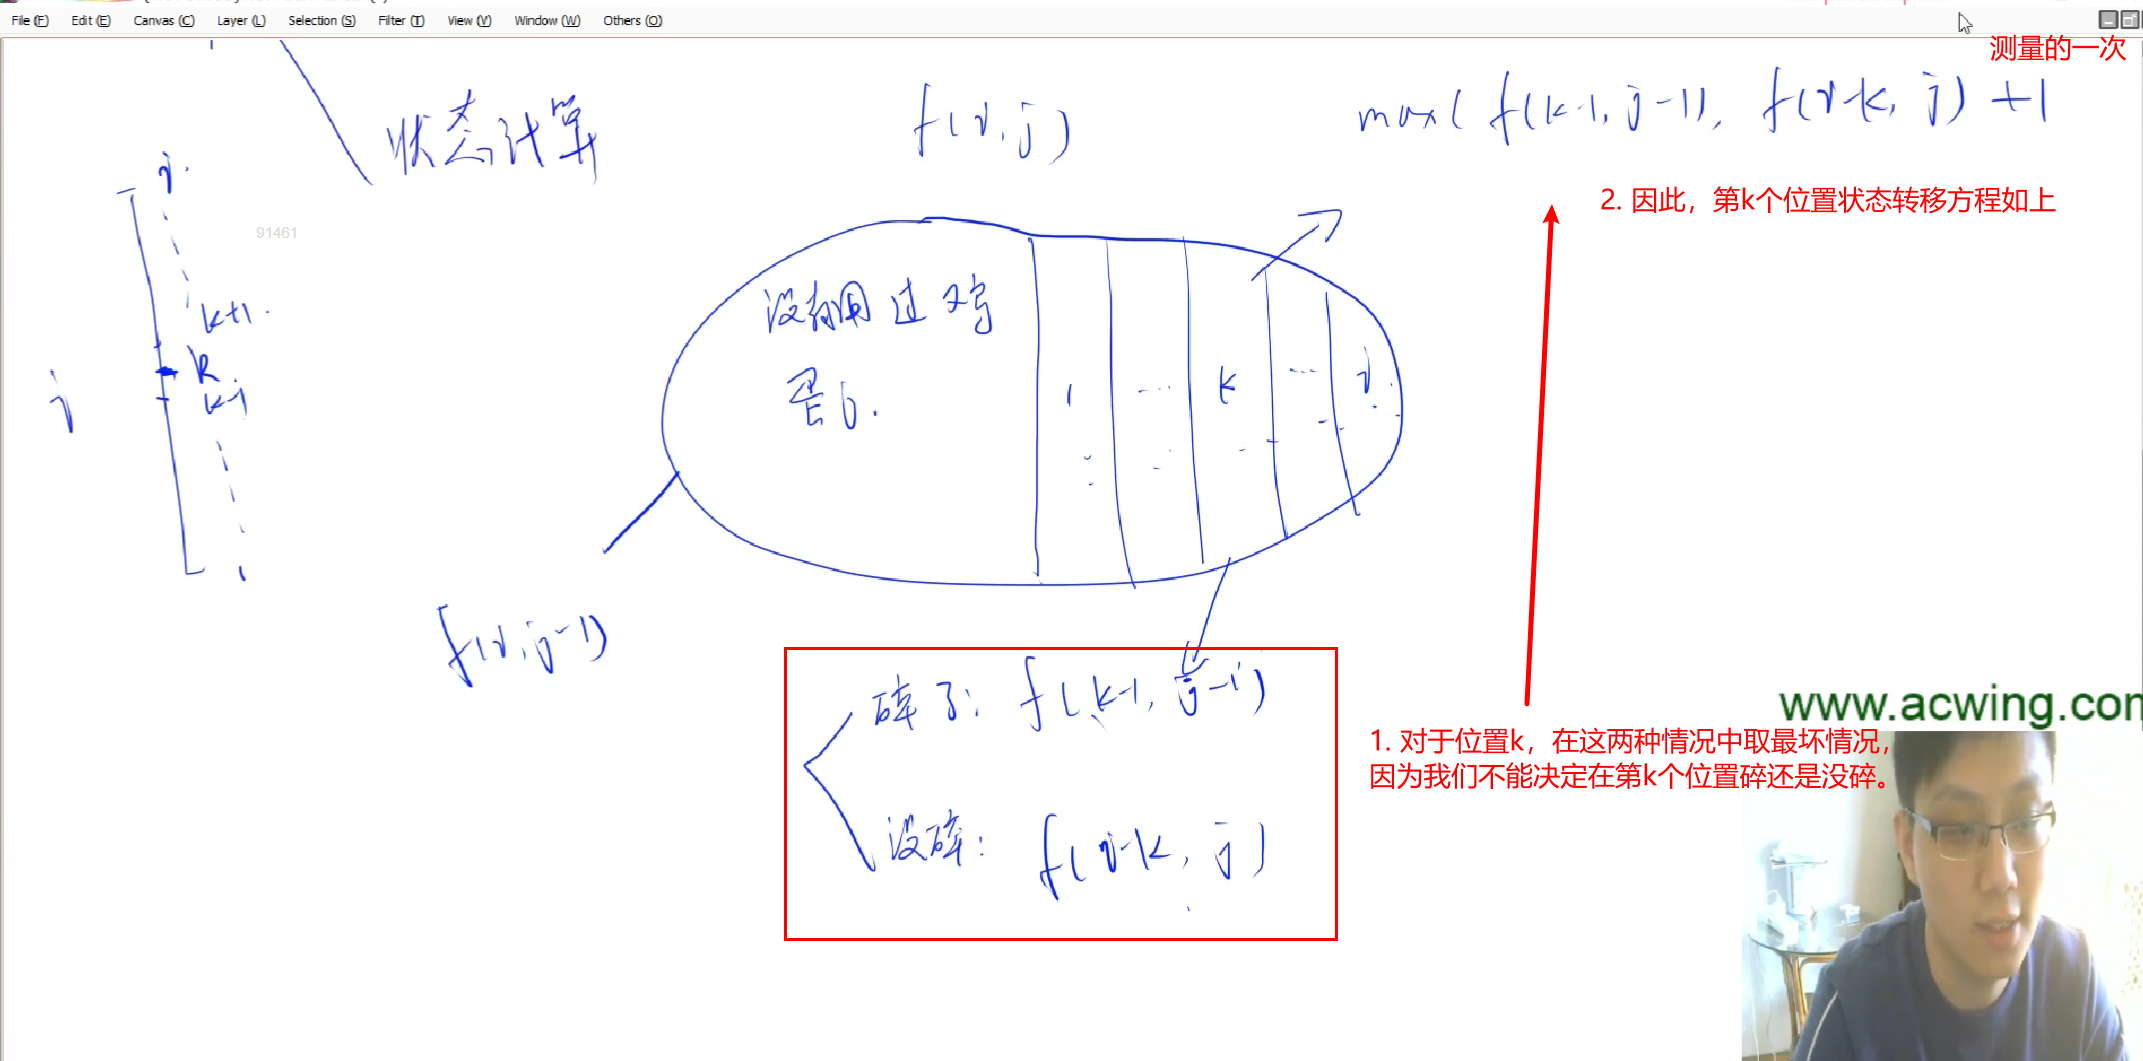 File (F) Edit (E) Canvas (C) Layer (L) Selection (S) Filter (T) View (V) Window (W) Others (O)
测量的一次
状态计算
f(i,j)
max( f(k-1, j-1), f(i-k, j) +1
2. 因此，第k个位置状态转移方程如上
i
91461
k+1
k
k-1
i
1
没有用过鸡
蛋的.
1 ... k ... i
f(i,j-1)
碎了: f(k-1, j-1)
没碎: f(i-k, j)
www.acwing.com
1. 对于位置k，在这两种情况中取最坏情况，
因为我们不能决定在第k个位置碎还是没碎。